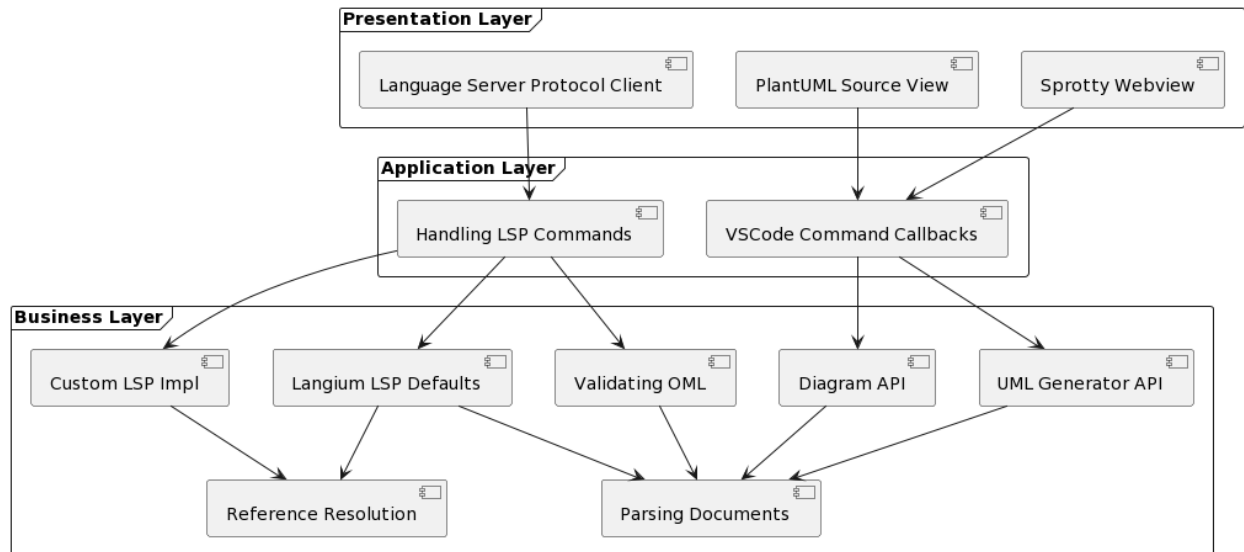 Presentation Layer
Language Server Protocol Client
PlantUML Source View
Sprotty Webview
Application Layer
Handling LSP Commands
VSCode Command Callbacks
Business Layer
Custom LSP Impl
Langium LSP Defaults
Validating OML
Diagram API
UML Generator API
Reference Resolution
Parsing Documents